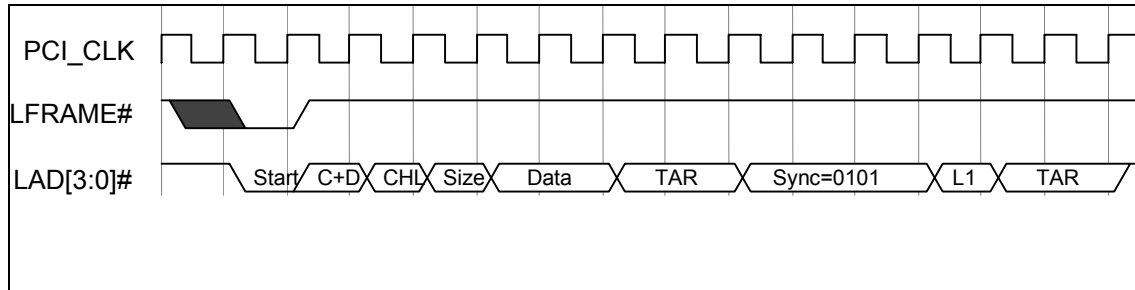 PCI_CLK
LFRAME#
LAD[3:0]# Start C+D CHL Size Data TAR Sync=0101 L1 TAR